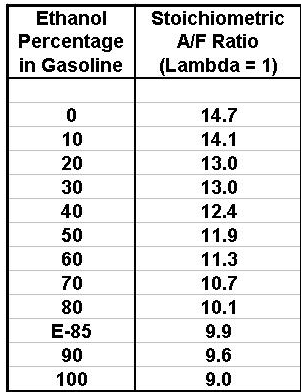 Ethanol Stoichiometric
Percentage A/F Ratio
in Gasoline (Lambda = 1)
0 14.7
10 14.1
20 13.0
30 13.0
40 12.4
50 11.9
60 11.3
70 10.7
80 10.1
E-85 9.9
90 9.6
100 9.0